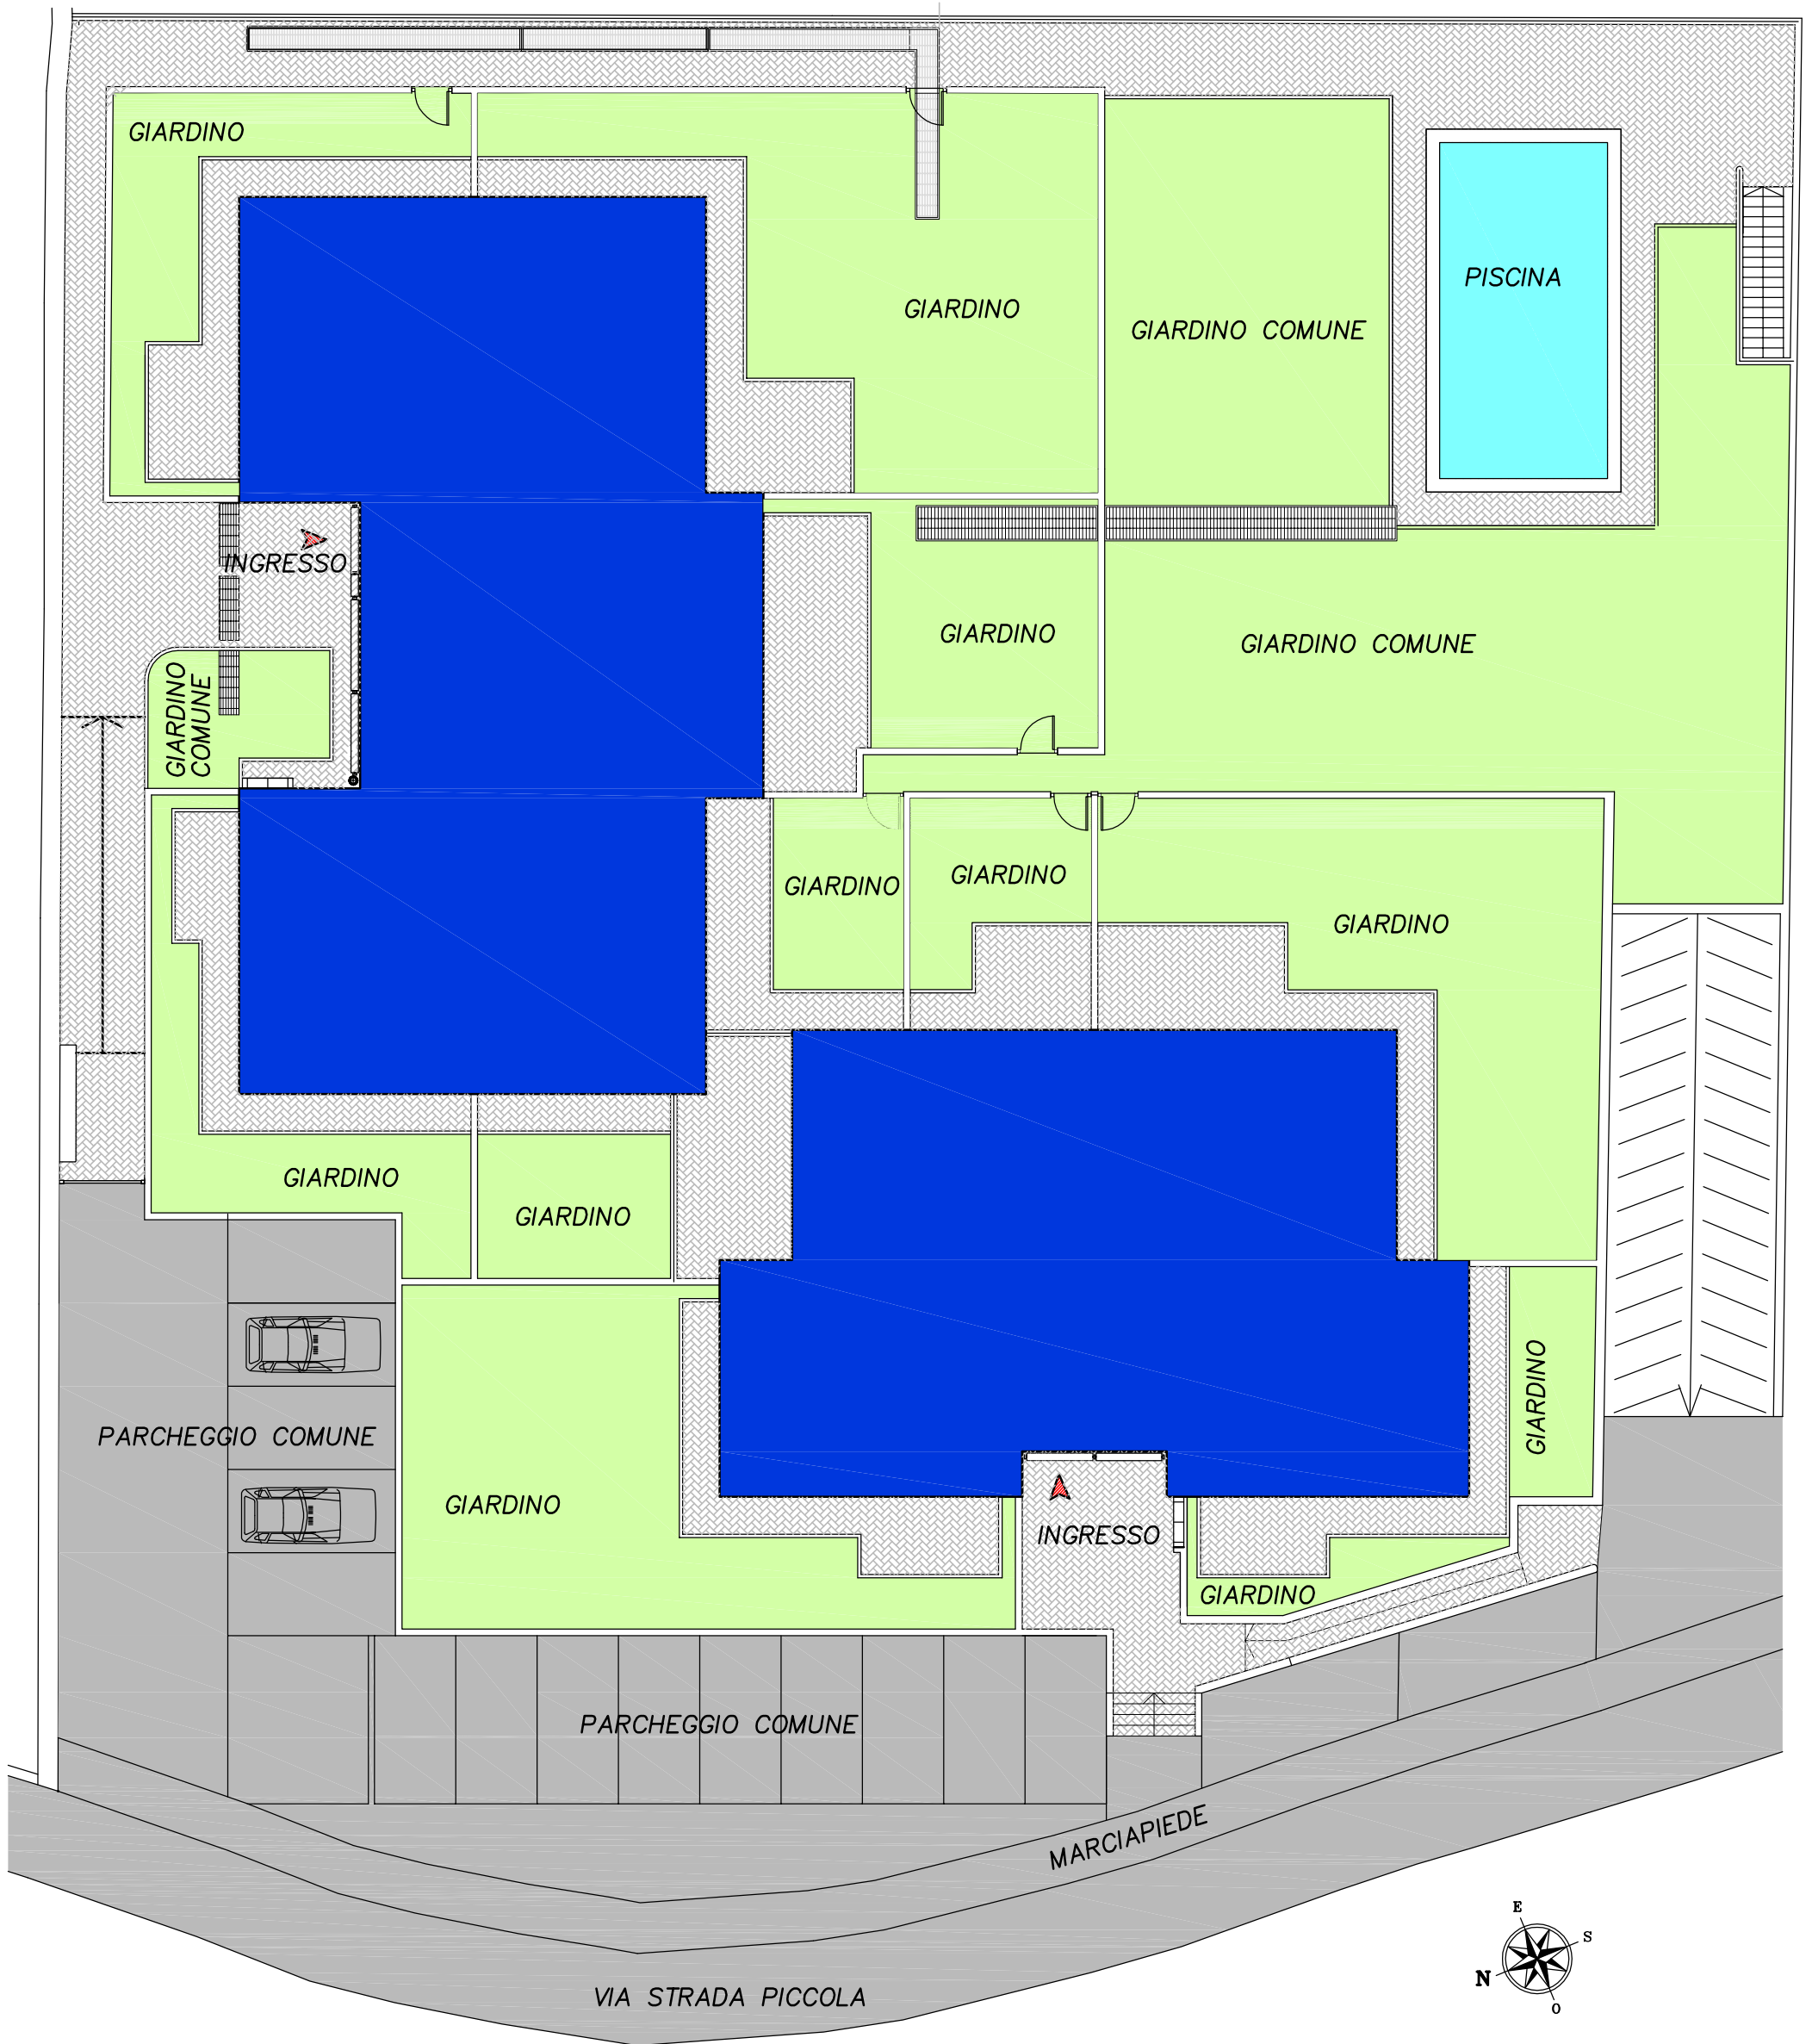 GIARDINO
PISCINA
GIARDINO
GIARDINO COMUNE
INGRESSO
GIARDINO
GIARDINO COMUNE
GIARDINO
COMUNE
GIARDINO
GIARDINO
GIARDINO
GIARDINO
GIARDINO
GIARDINO
PARCHEGGIO COMUNE
GIARDINO
INGRESSO
GIARDINO
PARCHEGGIO COMUNE
MARCIAPIEDE
VIA STRADA PICCOLA
E
S
N
O